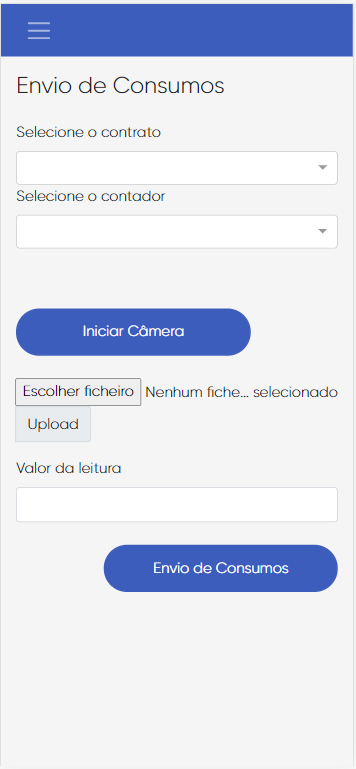 Envio de Consumos
Selecione o contrato
Selecione o contador
Iniciar Câmera
Escolher ficheiro Nenhum fiche... selecionado
Upload
Valor da leitura
Envio de Consumos